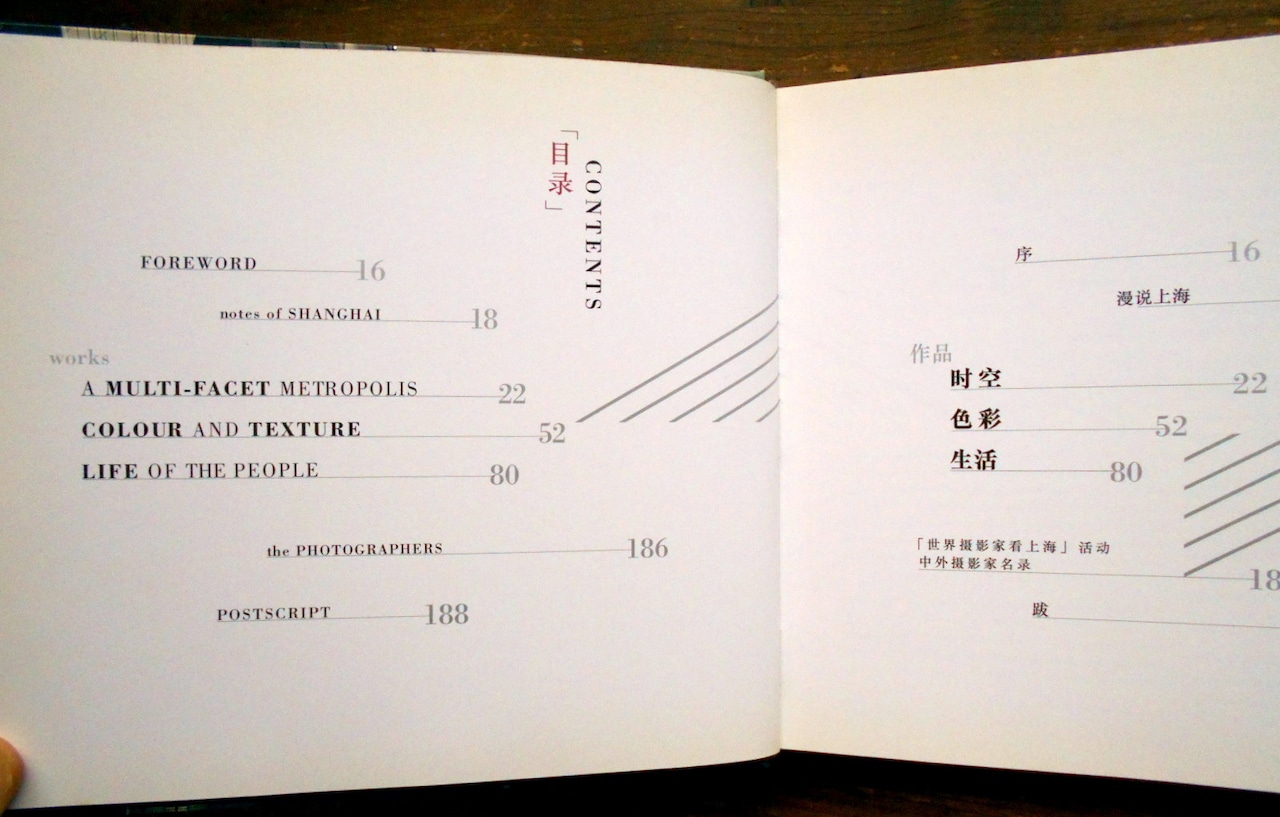 「目录」
CONTENTS
FOREWORD 16
notes of SHANGHAI 18
works
A MULTI-FACET METROPOLIS 22
COLOUR AND TEXTURE 52
LIFE OF THE PEOPLE 80
the PHOTOGRAPHERS 186
POSTSCRIPT 188
序 16
漫说上海
作品
时空 22
色彩 52
生活 80
「世界摄影家看上海」活动
中外摄影家名录 18
跋